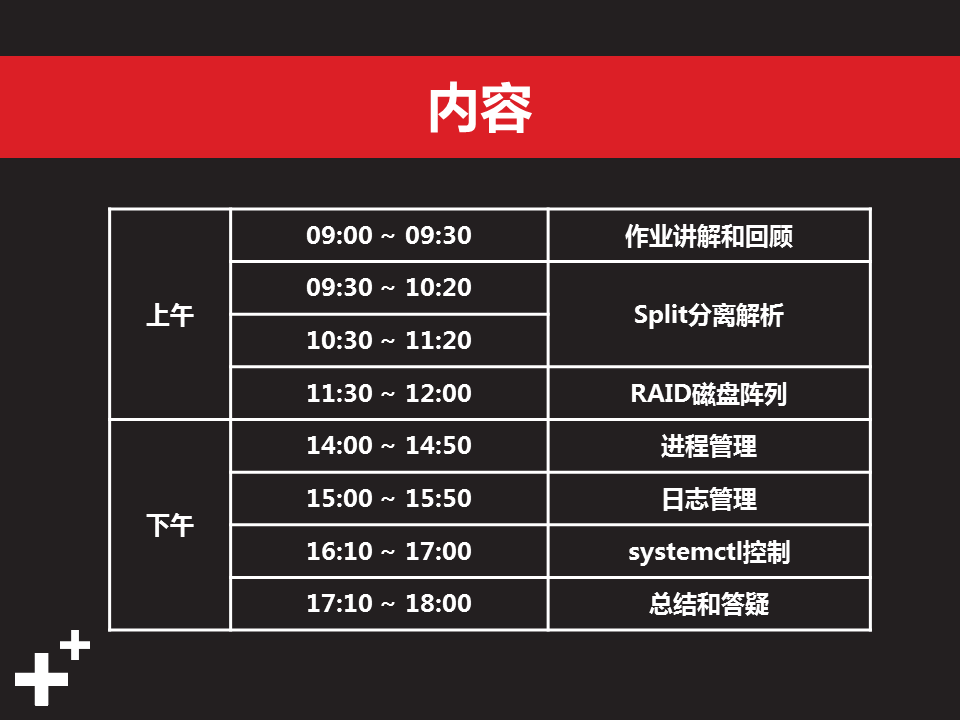 内容
上午
09:00 ~ 09:30
作业讲解和回顾
09:30 ~ 10:20
Split分离解析
10:30 ~ 11:20
11:30 ~ 12:00
RAID磁盘阵列
下午
14:00 ~ 14:50
进程管理
15:00 ~ 15:50
日志管理
16:10 ~ 17:00
systemctl控制
17:10 ~ 18:00
总结和答疑